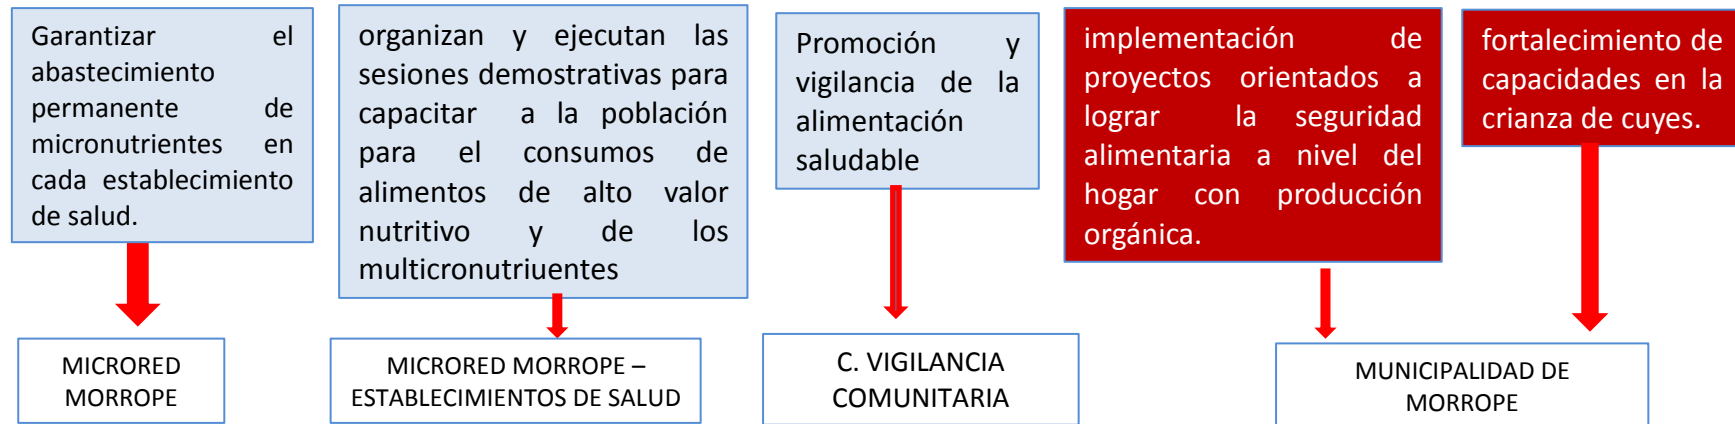 Garantizar el
abastecimiento
permanente de
micronutrientes en
cada establecimiento
de salud.
organizan y ejecutan las
sesiones demostrativas para
capacitar a la población
para el consumos de
alimentos de alto valor
nutritivo y de los
multicronutriuentes
Promoción y
vigilancia de la
alimentación
saludable
implementación de
proyectos orientados a
lograr la seguridad
alimentaria a nivel del
hogar con producción
orgánica.
fortalecimiento de
capacidades en la
crianza de cuyes.
MICRORED
MORROPE
MICRORED MORROPE –
ESTABLECIMIENTOS DE SALUD
C. VIGILANCIA
COMUNITARIA
MUNICIPALIDAD DE
MORROPE